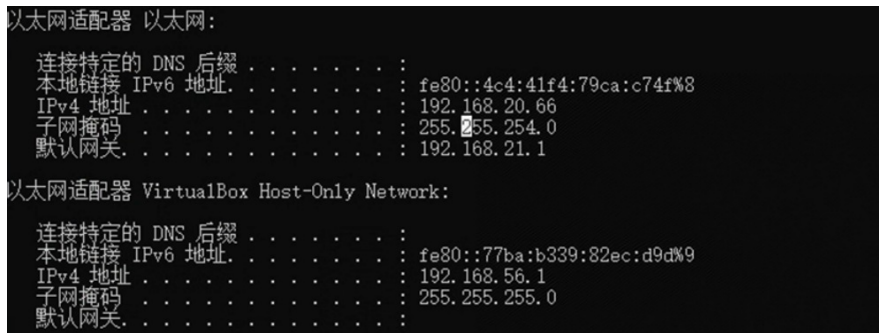 以太网适配器 以太网:
连接特定的 DNS 后缀 . . . . . . . :
本地链接 IPv6 地址. . . . . . . . : fe80::4c4:41f4:79ca:c74f%8
IPv4 地址 . . . . . . . . . . . . : 192.168.20.66
子网掩码 . . . . . . . . . . . . : 255.255.254.0
默认网关. . . . . . . . . . . . . : 192.168.21.1
以太网适配器 VirtualBox Host-Only Network:
连接特定的 DNS 后缀 . . . . . . . :
本地链接 IPv6 地址. . . . . . . . : fe80::77ba:b339:82ec:d9d%9
IPv4 地址 . . . . . . . . . . . . : 192.168.56.1
子网掩码 . . . . . . . . . . . . : 255.255.255.0
默认网关. . . . . . . . . . . . . :